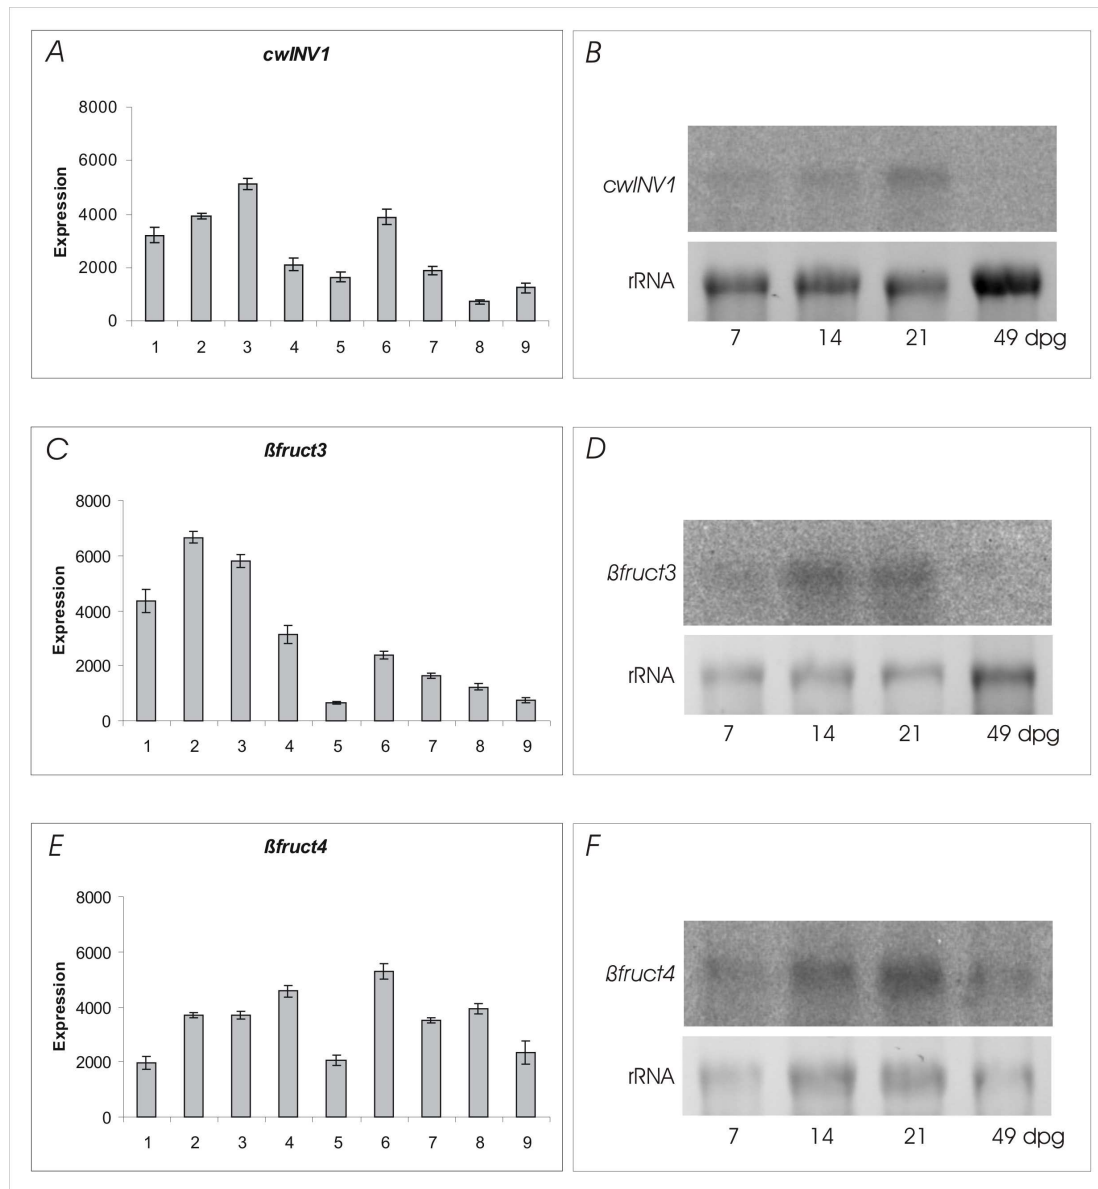 A
cwINV1
8000
6000
4000
2000
0
Expression
1 2 3 4 5 6 7 8 9
B
cwINV1
rRNA
7 14 21 49 dpg
C
ßfruct3
8000
6000
4000
2000
0
Expression
1 2 3 4 5 6 7 8 9
D
ßfruct3
rRNA
7 14 21 49 dpg
E
ßfruct4
8000
6000
4000
2000
0
Expression
1 2 3 4 5 6 7 8 9
F
ßfruct4
rRNA
7 14 21 49 dpg